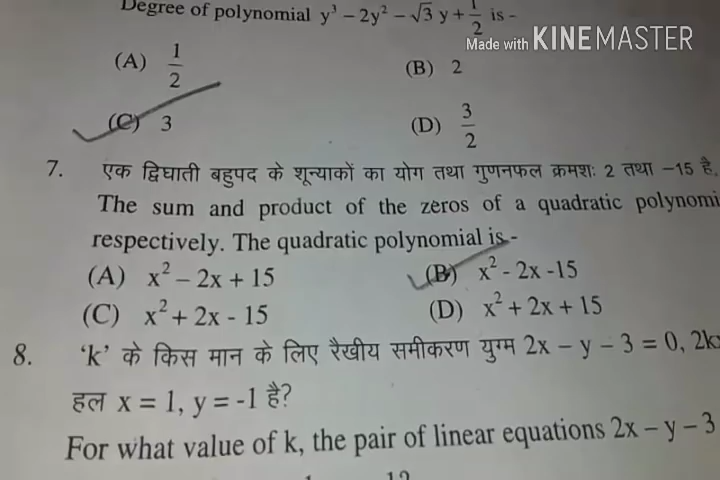 Degree of polynomial y³ – 2y² – √3 y + 1/2 is -
Made with KINEMASTER
(A) 1/2 (B) 2
(C) 3 (D) 3/2
7. एक द्विघाती बहुपद के शून्याकों का योग तथा गुणनफल क्रमशः 2 तथा –15 है.
The sum and product of the zeros of a quadratic polynomi
respectively. The quadratic polynomial is -
(A) x² – 2x + 15 (B) x² - 2x -15
(C) x² + 2x - 15 (D) x² + 2x + 15
8. 'k' के किस मान के लिए रैखीय समीकरण युग्म 2x – y – 3 = 0, 2k
हल x = 1, y = -1 है?
For what value of k, the pair of linear equations 2x – y – 3